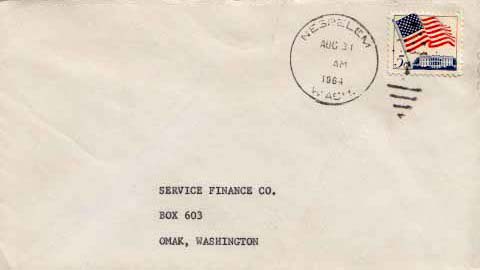 NESPELEM
AUG 31
AM
1964
WASH.
5¢
SERVICE FINANCE CO.
BOX 603
OMAK, WASHINGTON